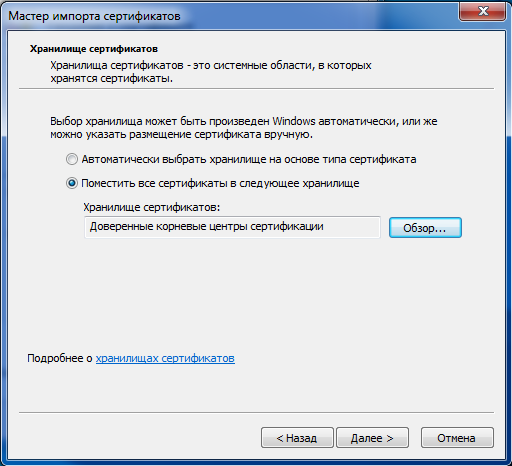 Мастер импорта сертификатов
Хранилище сертификатов
Хранилища сертификатов - это системные области, в которых
хранятся сертификаты.
Выбор хранилища может быть произведен Windows автоматически, или же
можно указать размещение сертификата вручную.
Автоматически выбрать хранилище на основе типа сертификата
Поместить все сертификаты в следующее хранилище
Хранилище сертификатов:
Доверенные корневые центры сертификации
Обзор...
Подробнее о хранилищах сертификатов
< Назад
Далее >
Отмена